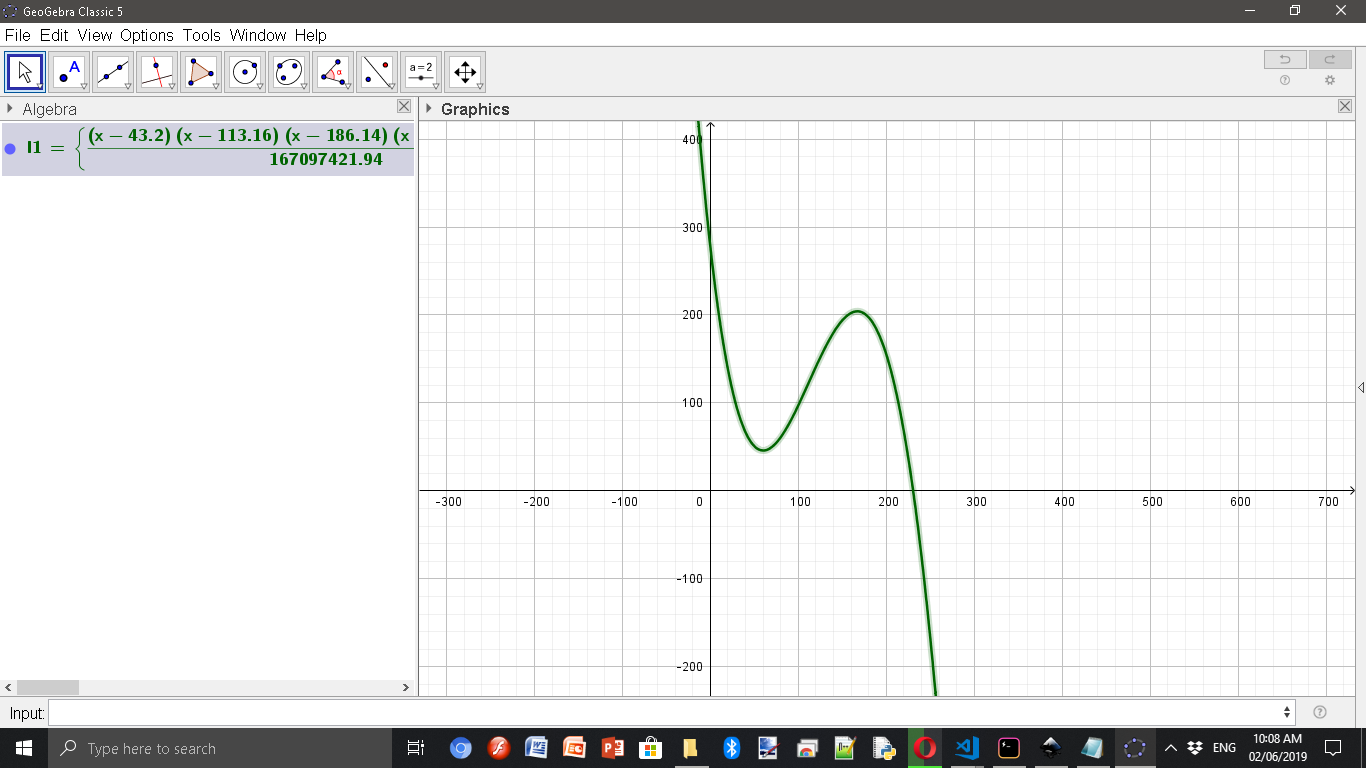 GeoGebra Classic 5
File Edit View Options Tools Window Help
A
α
a=2
Algebra
Graphics
l1 = {
(x − 43.2) (x − 113.16) (x − 186.14) (x
167097421.94
400
300
200
100
-300 -200 -100 0 100 200 300 400 500 600 700
-100
-200
Input:
Type here to search
ENG
10:08 AM
02/06/2019